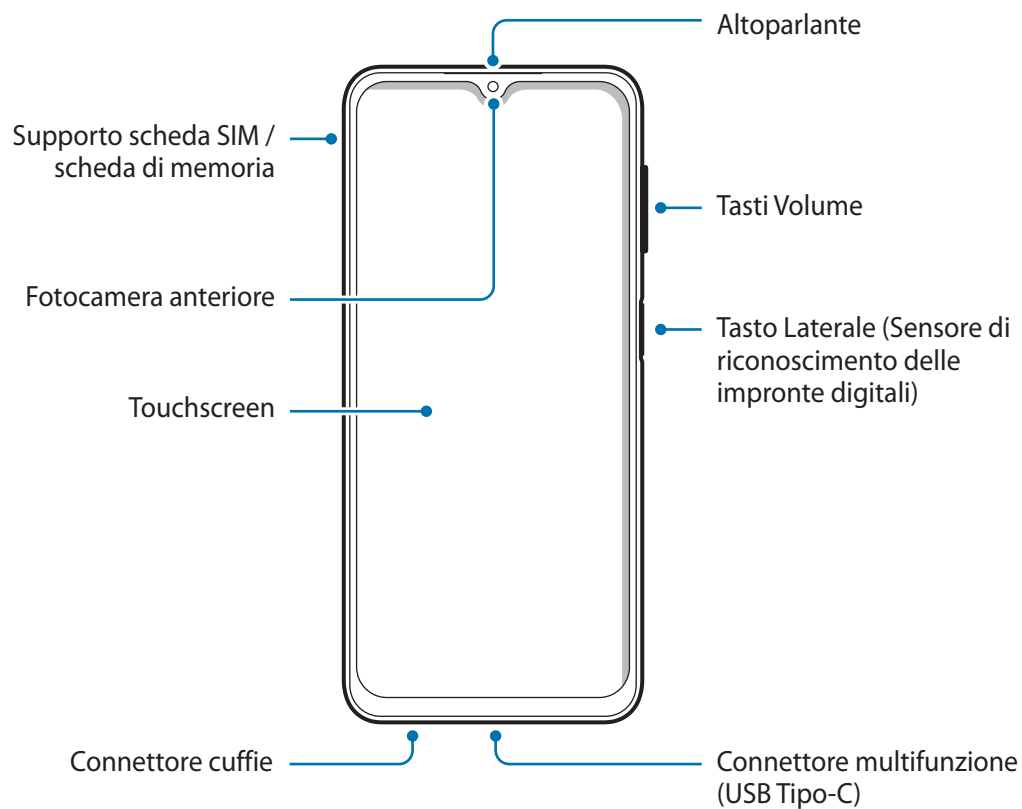 Altoparlante
Supporto scheda SIM /
scheda di memoria
Tasti Volume
Fotocamera anteriore
Tasto Laterale (Sensore di
riconoscimento delle
impronte digitali)
Touchscreen
Connettore cuffie
Connettore multifunzione
(USB Tipo-C)